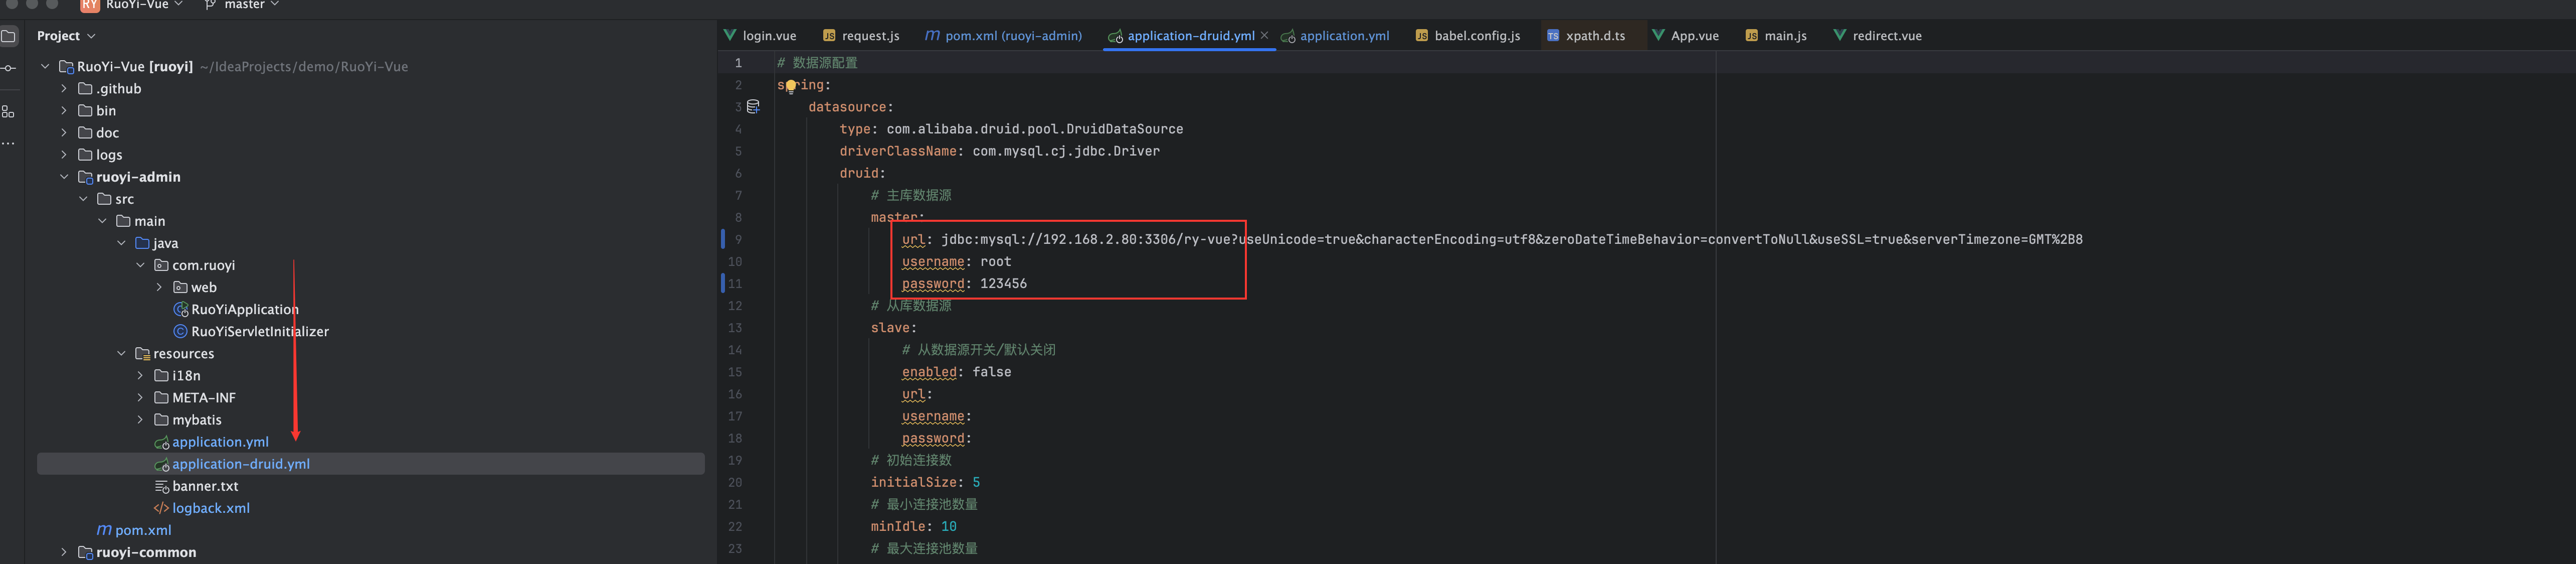 RY RuoYi-Vue master
Project
RuoYi-Vue [ruoyi] ~/IdeaProjects/demo/RuoYi-Vue
.github
bin
doc
logs
ruoyi-admin
src
main
java
com.ruoyi
web
RuoYiApplication
RuoYiServletInitializer
resources
i18n
META-INF
mybatis
application.yml
application-druid.yml
banner.txt
logback.xml
pom.xml
ruoyi-common
login.vue request.js pom.xml (ruoyi-admin) application-druid.yml application.yml babel.config.js xpath.d.ts App.vue main.js redirect.vue
1 # 数据源配置
2 spring:
3 datasource:
4 type: com.alibaba.druid.pool.DruidDataSource
5 driverClassName: com.mysql.cj.jdbc.Driver
6 druid:
7 # 主库数据源
8 master:
9 url: jdbc:mysql://192.168.2.80:3306/ry-vue?useUnicode=true&characterEncoding=utf8&zeroDateTimeBehavior=convertToNull&useSSL=true&serverTimezone=GMT%2B8
10 username: root
11 password: 123456
12 # 从库数据源
13 slave:
14 # 从数据源开关/默认关闭
15 enabled: false
16 url:
17 username:
18 password:
19 # 初始连接数
20 initialSize: 5
21 # 最小连接池数量
22 minIdle: 10
23 # 最大连接池数量